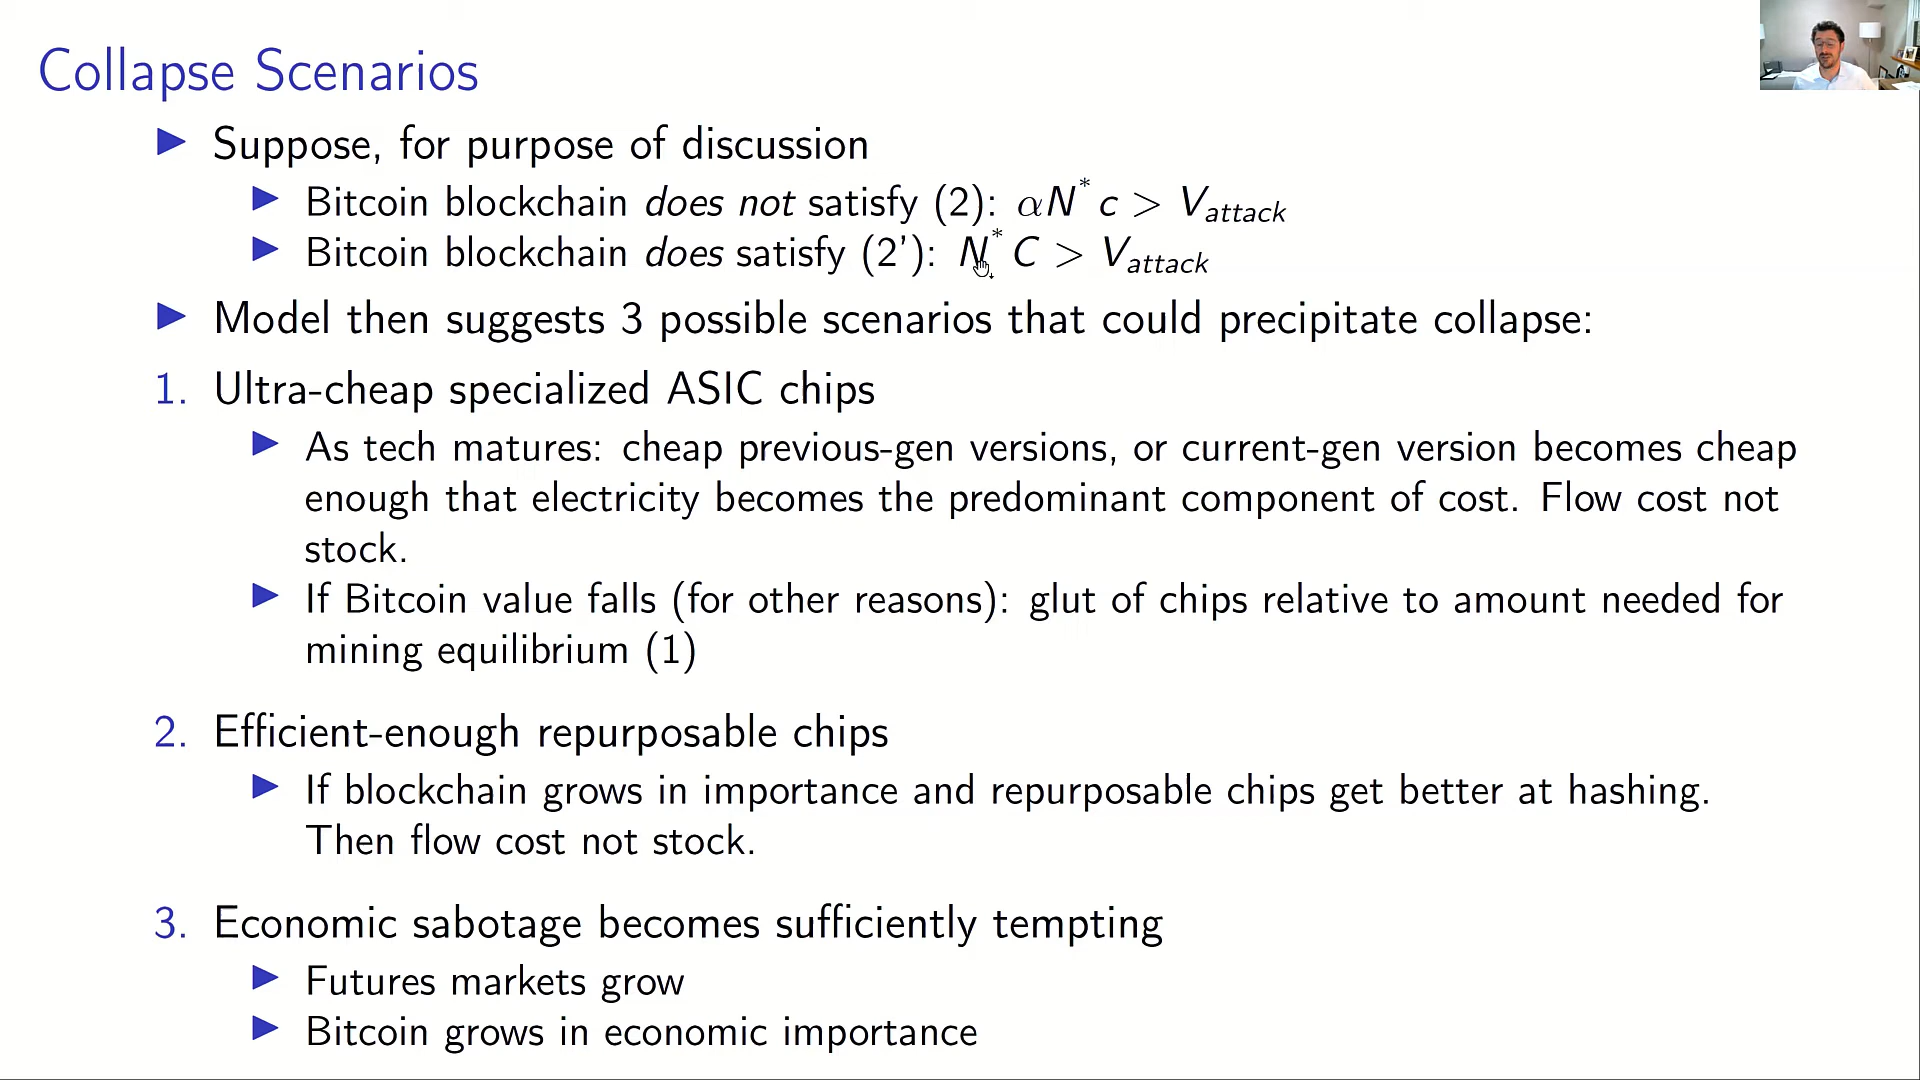 Collapse Scenarios
▶ Suppose, for purpose of discussion
▶ Bitcoin blockchain does not satisfy (2): αN* c > V_attack
▶ Bitcoin blockchain does satisfy (2'): N* C > V_attack
▶ Model then suggests 3 possible scenarios that could precipitate collapse:
1. Ultra-cheap specialized ASIC chips
▶ As tech matures: cheap previous-gen versions, or current-gen version becomes cheap
enough that electricity becomes the predominant component of cost. Flow cost not
stock.
▶ If Bitcoin value falls (for other reasons): glut of chips relative to amount needed for
mining equilibrium (1)
2. Efficient-enough repurposable chips
▶ If blockchain grows in importance and repurposable chips get better at hashing.
Then flow cost not stock.
3. Economic sabotage becomes sufficiently tempting
▶ Futures markets grow
▶ Bitcoin grows in economic importance